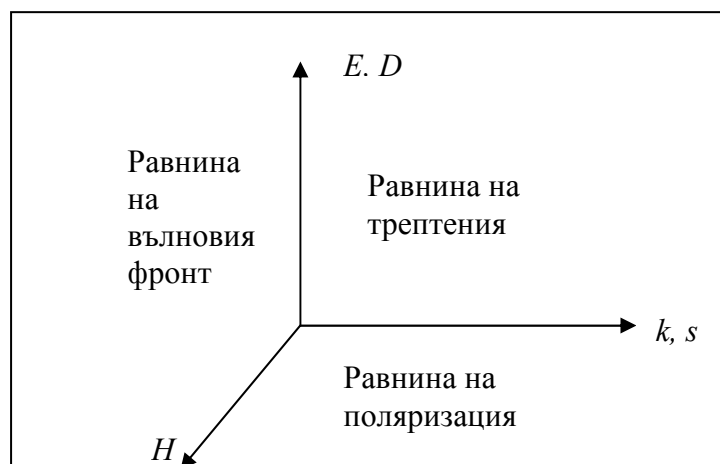 E. D
Равнина
на
вълновия
фронт
Равнина на
трептения
k, s
Равнина на
поляризация
H